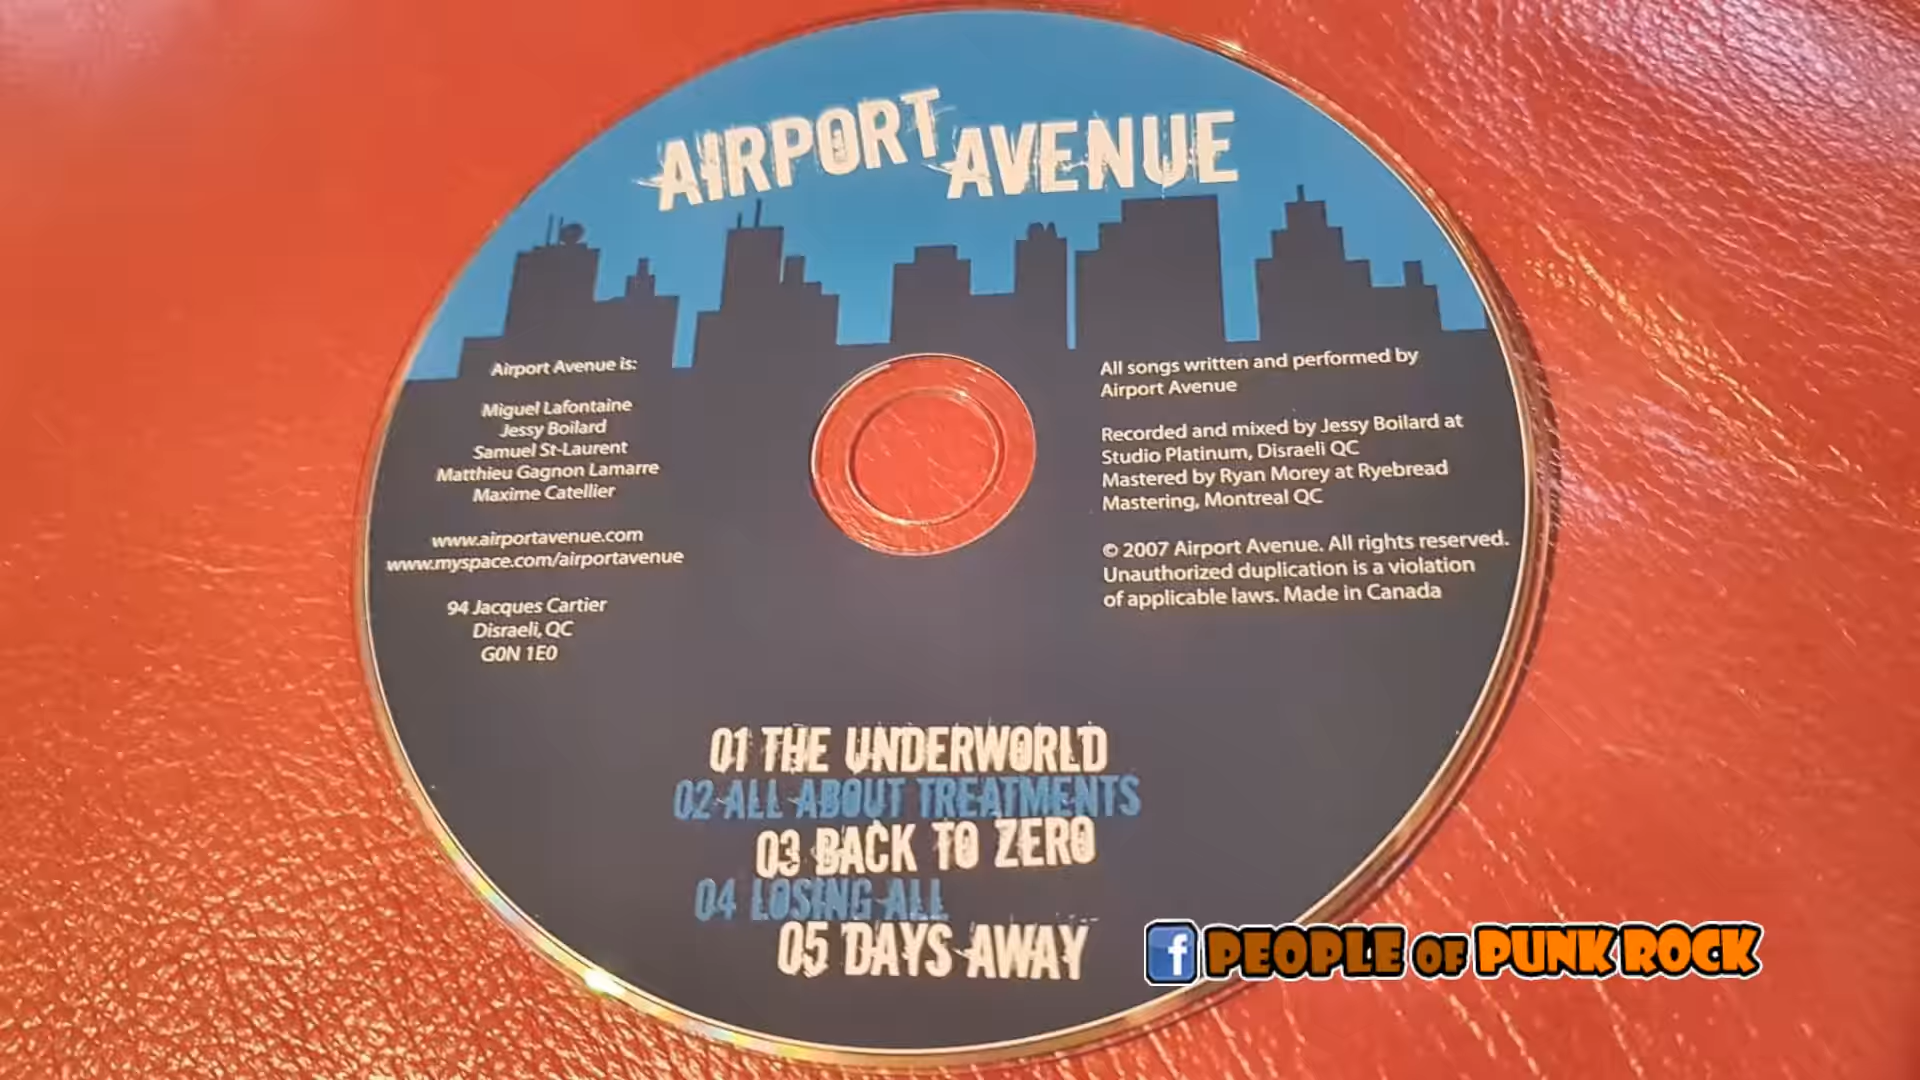 AIRPORT AVENUE
Airport Avenue is:
Miguel Lafontaine
Jessy Boilard
Samuel St-Laurent
Matthieu Gagnon Lamarre
Maxime Catellier
www.airportavenue.com
www.myspace.com/airportavenue
94 Jacques Cartier
Disraeli, QC
G0N 1E0
All songs written and performed by
Airport Avenue
Recorded and mixed by Jessy Boilard at
Studio Platinum, Disraeli QC
Mastered by Ryan Morey at Ryebread
Mastering, Montreal QC
© 2007 Airport Avenue. All rights reserved.
Unauthorized duplication is a violation
of applicable laws. Made in Canada
01 THE UNDERWORLD
02 ALL ABOUT TREATMENTS
03 BACK TO ZERO
04 LOSING ALL
05 DAYS AWAY
f PEOPLE OF PUNK ROCK